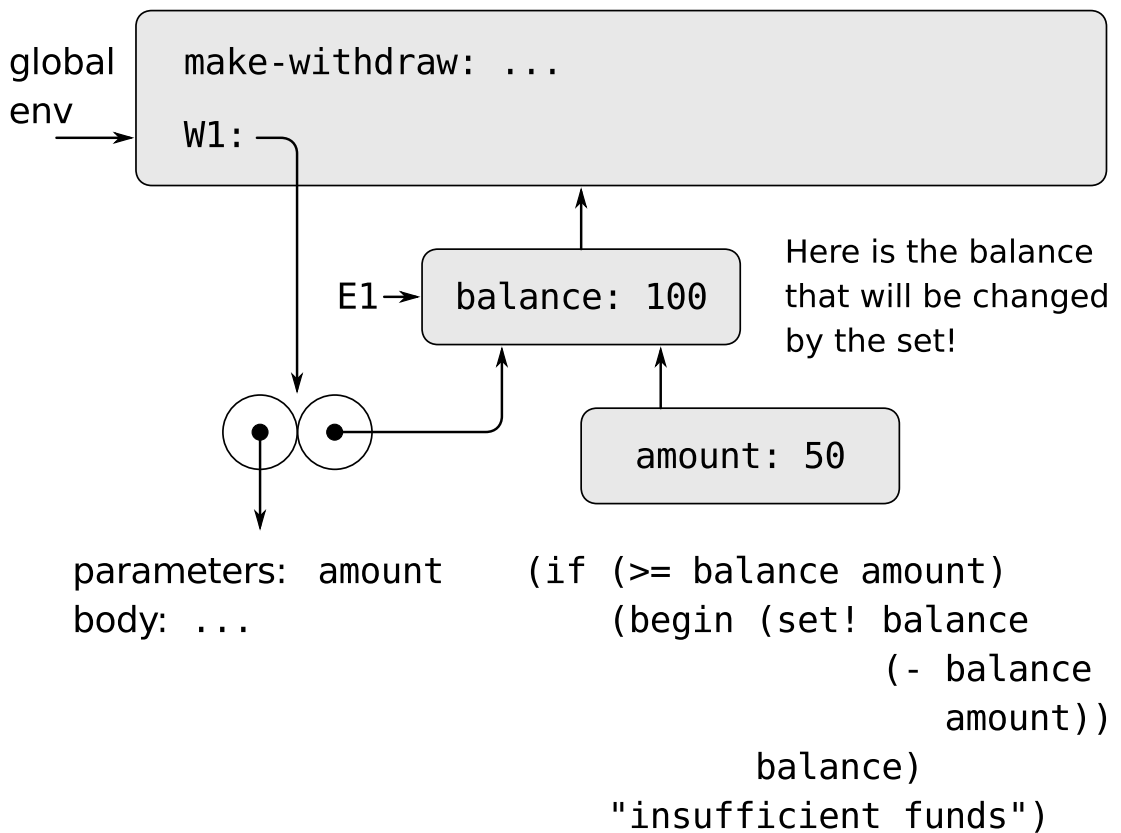 global
env
make-withdraw: ...
W1:
E1
balance: 100
Here is the balance
that will be changed
by the set!
amount: 50
parameters: amount
body: ...
(if (>= balance amount)
(begin (set! balance
(- balance
amount))
balance)
"insufficient funds")